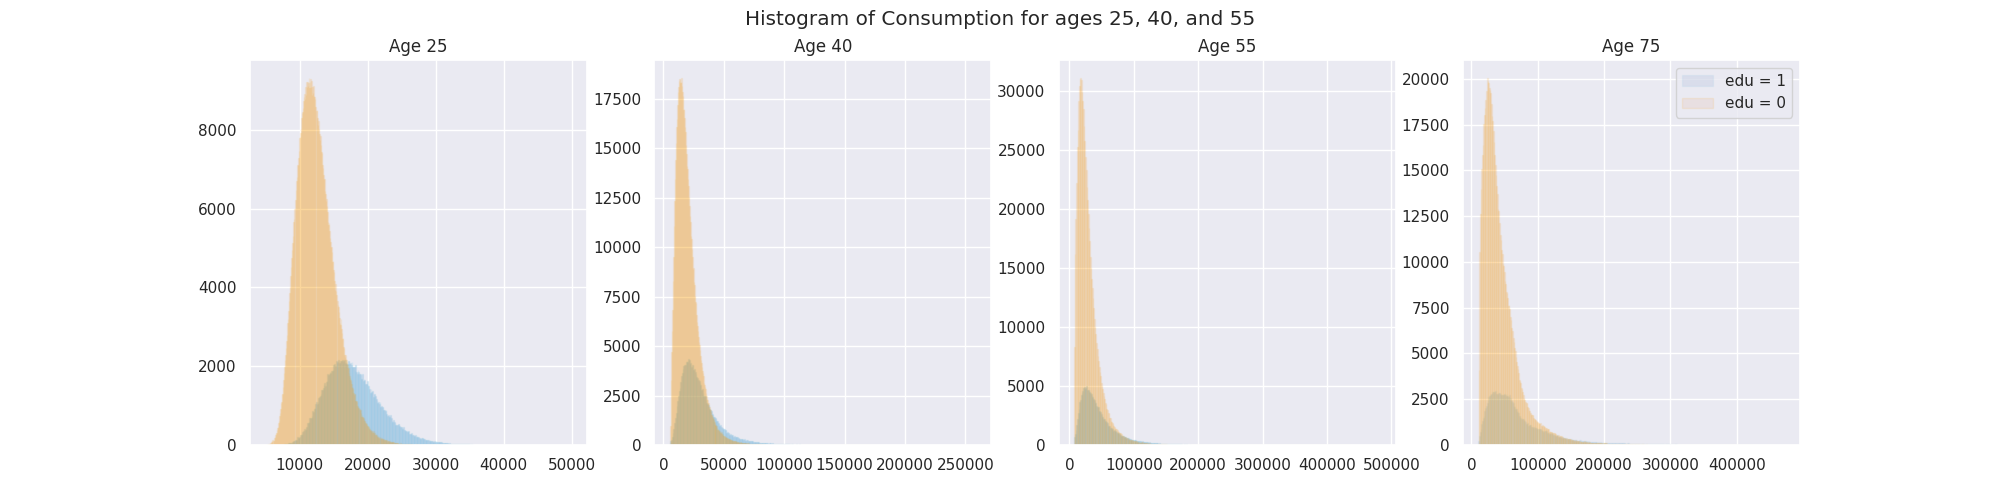 Histogram of Consumption for ages 25, 40, and 55
Age 25
8000
6000
4000
2000
0
10000 20000 30000 40000 50000
Age 40
17500
15000
12500
10000
7500
5000
2500
0
0 50000 100000 150000 200000 250000
Age 55
30000
25000
20000
15000
10000
5000
0
0 100000 200000 300000 400000 500000
Age 75
20000
17500
15000
12500
10000
7500
5000
2500
0
0 100000 200000 300000 400000
edu = 1
edu = 0